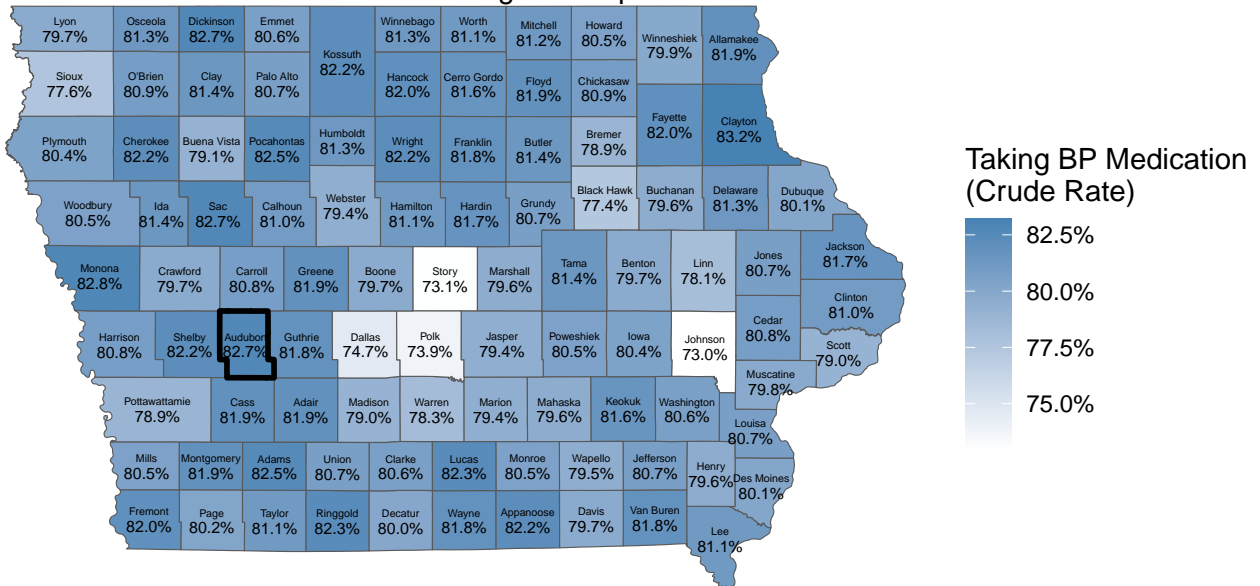 Lyon
79.7%
Osceola
81.3%
Dickinson
82.7%
Emmet
80.6%
Winnebago
81.3%
Worth
81.1%
Mitchell
81.2%
Howard
80.5%
Winneshiek
79.9%
Allamakee
81.9%
Kossuth
82.2%
Sioux
77.6%
O'Brien
80.9%
Clay
81.4%
Palo Alto
80.7%
Hancock
82.0%
Cerro Gordo
81.6%
Floyd
81.9%
Chickasaw
80.9%
Fayette
82.0%
Clayton
83.2%
Plymouth
80.4%
Cherokee
82.2%
Buena Vista
79.1%
Pocahontas
82.5%
Humboldt
81.3%
Wright
82.2%
Franklin
81.8%
Butler
81.4%
Bremer
78.9%
Woodbury
80.5%
Ida
81.4%
Sac
82.7%
Calhoun
81.0%
Webster
79.4%
Hamilton
81.1%
Hardin
81.7%
Grundy
80.7%
Black Hawk
77.4%
Buchanan
79.6%
Delaware
81.3%
Dubuque
80.1%
Monona
82.8%
Crawford
79.7%
Carroll
80.8%
Greene
81.9%
Boone
79.7%
Story
73.1%
Marshall
79.6%
Tama
81.4%
Benton
79.7%
Linn
78.1%
Jones
80.7%
Jackson
81.7%
Clinton
81.0%
Harrison
80.8%
Shelby
82.2%
Audubon
82.7%
Guthrie
81.8%
Dallas
74.7%
Polk
73.9%
Jasper
79.4%
Poweshiek
80.5%
Iowa
80.4%
Johnson
73.0%
Cedar
80.8%
Scott
79.0%
Muscatine
79.8%
Pottawattamie
78.9%
Cass
81.9%
Adair
81.9%
Madison
79.0%
Warren
78.3%
Marion
79.4%
Mahaska
79.6%
Keokuk
81.6%
Washington
80.6%
Louisa
80.7%
Mills
80.5%
Montgomery
81.9%
Adams
82.5%
Union
80.7%
Clarke
80.6%
Lucas
82.3%
Monroe
80.5%
Wapello
79.5%
Jefferson
80.7%
Henry
79.6%
Des Moines
80.1%
Fremont
82.0%
Page
80.2%
Taylor
81.1%
Ringgold
82.3%
Decatur
80.0%
Wayne
81.8%
Appanoose
82.2%
Davis
79.7%
Van Buren
81.8%
Lee
81.1%
Taking BP Medication
(Crude Rate)
82.5%
80.0%
77.5%
75.0%